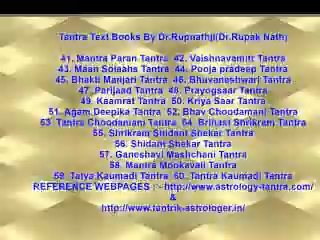 Tantra Text Books By Dr.Rupnathji(Dr.Rupak Nath)
41. Mantra Paran Tantra 42. Vaishnavamrit Tantra
43. Maan Solaahs Tantra 44. Pooja pradeep Tantra
45. Bhakti Manjari Tantra 46. Bhuvaneshwari Tantra
47. Parijaad Tantra 48. Prayogsaar Tantra
49. Kaamrat Tantra 50. Kriya Saar Tantra
51. Agam Deepika Tantra 52. Bhav Choodamani Tantra
53 Tantra Choodamani Tantra 54 Brihast Shrikram Tantra
55. Shrikram Shidant Shekar Tantra
56. Shidant Shekar Tantra
57. Ganeshavi Mashchani Tantra
58. Mantra Mookavali Tantra
59 Tatva Kaumadi Tantra 60. Tantra Kaumadi Tantra
REFERENCE WEBPAGES :- http://www.astrology-tantra.com/
&
http://www.tantrik-astrologer.in/